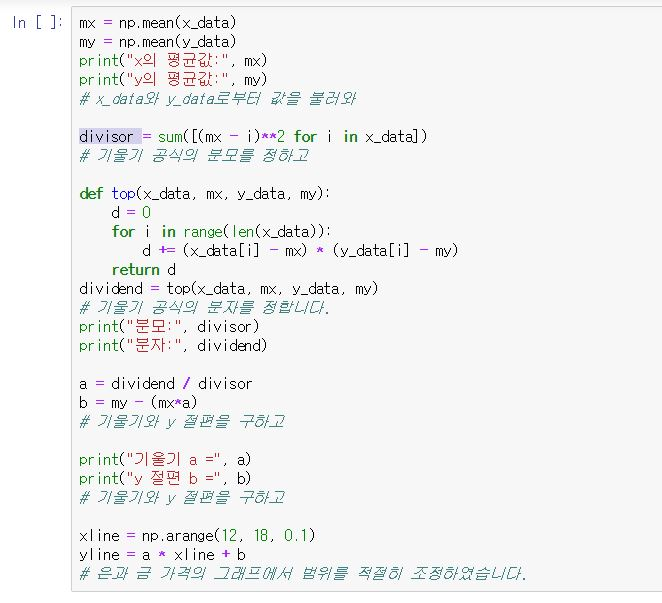 In [ ]: mx = np.mean(x_data)
my = np.mean(y_data)
print("x의 평균값:", mx)
print("y의 평균값:", my)
# x_data와 y_data로부터 값을 불러와
divisor = sum([(mx - i)**2 for i in x_data])
# 기울기 공식의 분모를 정하고
def top(x_data, mx, y_data, my):
    d = 0
    for i in range(len(x_data)):
        d += (x_data[i] - mx) * (y_data[i] - my)
    return d
dividend = top(x_data, mx, y_data, my)
# 기울기 공식의 분자를 정합니다.
print("분모:", divisor)
print("분자:", dividend)
a = dividend / divisor
b = my - (mx*a)
# 기울기와 y 절편을 구하고
print("기울기 a =", a)
print("y 절편 b =", b)
# 기울기와 y 절편을 구하고
xline = np.arange(12, 18, 0.1)
yline = a * xline + b
# 은과 금 가격의 그래프에서 범위를 적절히 조정하였습니다.